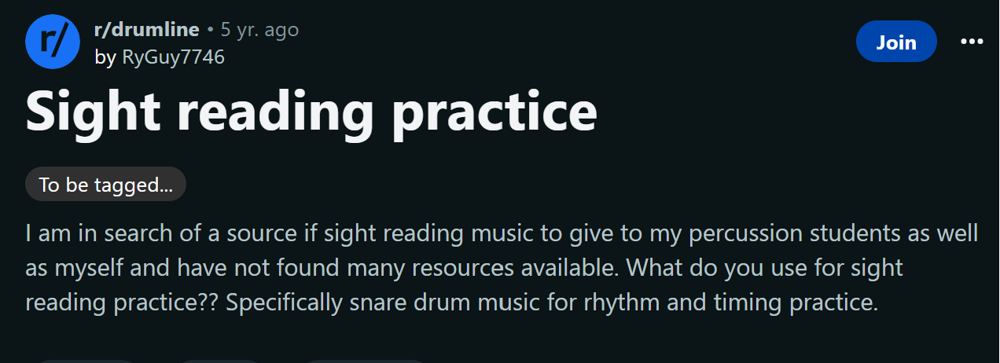 r/
r/drumline • 5 yr. ago
by RyGuy7746
Join
Sight reading practice
To be tagged...
I am in search of a source if sight reading music to give to my percussion students as well
as myself and have not found many resources available. What do you use for sight
reading practice?? Specifically snare drum music for rhythm and timing practice.